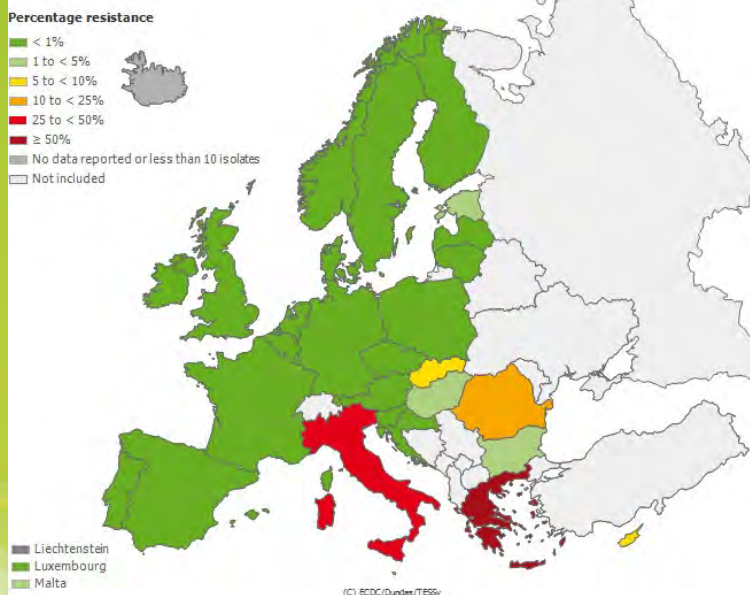 Percentage resistance
< 1%
1 to < 5%
5 to < 10%
10 to < 25%
25 to < 50%
≥ 50%
No data reported or less than 10 isolates
Not included
Liechtenstein
Luxembourg
Malta
(C) ECDC/Dundas/TESSy